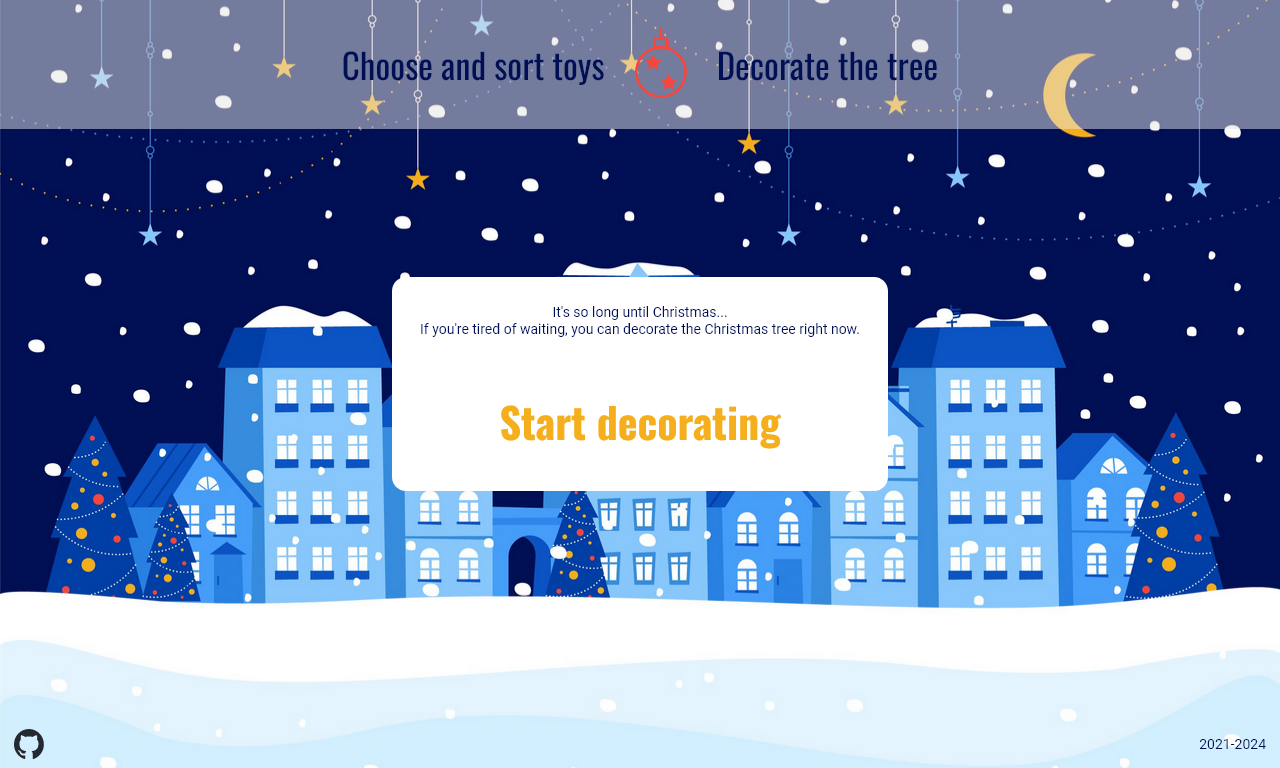 Choose and sort toys
Decorate the tree
It's so long until Christmas...
If you're tired of waiting, you can decorate the Christmas tree right now.
Start decorating
2021-2024